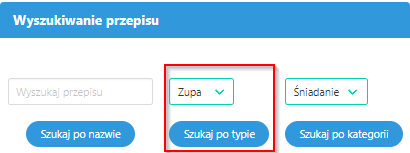 Wyszukiwanie przepisu
Wyszukaj przepisu Zupa Śniadanie
Szukaj po nazwie Szukaj po typie Szukaj po kategorii